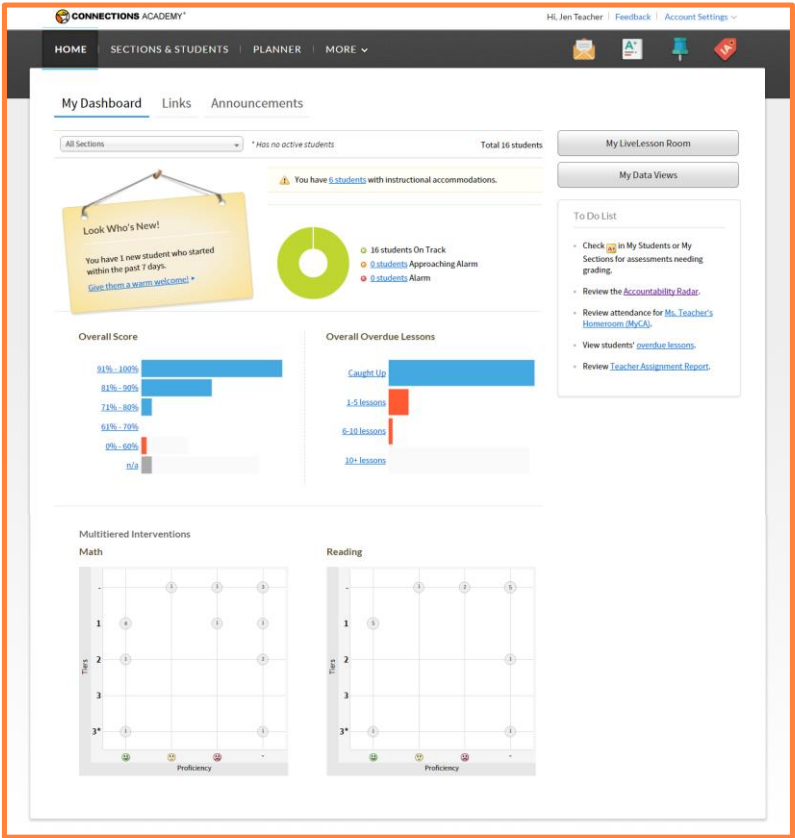 CONNECTIONS ACADEMY®
Hi, Jen Teacher | Feedback | Account Settings
HOME | SECTIONS & STUDENTS | PLANNER | MORE
My Dashboard Links Announcements
All Sections * Has no active students Total 16 students
My LiveLesson Room
My Data Views
You have 6 students with instructional accommodations.
Look Who's New!
You have 1 new student who started
within the past 7 days.
Give them a warm welcome!
16 students On Track
0 students Approaching Alarm
0 students Alarm
To Do List
Check A+ in My Students or My
Sections for assessments needing
grading.
Review the Accountability Radar.
Review attendance for Ms. Teacher's
Homeroom (MyCA).
View students' overdue lessons.
Review Teacher Assignment Report.
Overall Score
91% - 100%
81% - 90%
71% - 80%
61% - 70%
0% - 60%
n/a
Overall Overdue Lessons
Caught Up
1-5 lessons
6-10 lessons
10+ lessons
Multitiered Interventions
Math
-
1
2
3
3*
Tiers
-
Proficiency
Reading
-
1 2 5
1 5
2 1
3
3*
Tiers
-
Proficiency